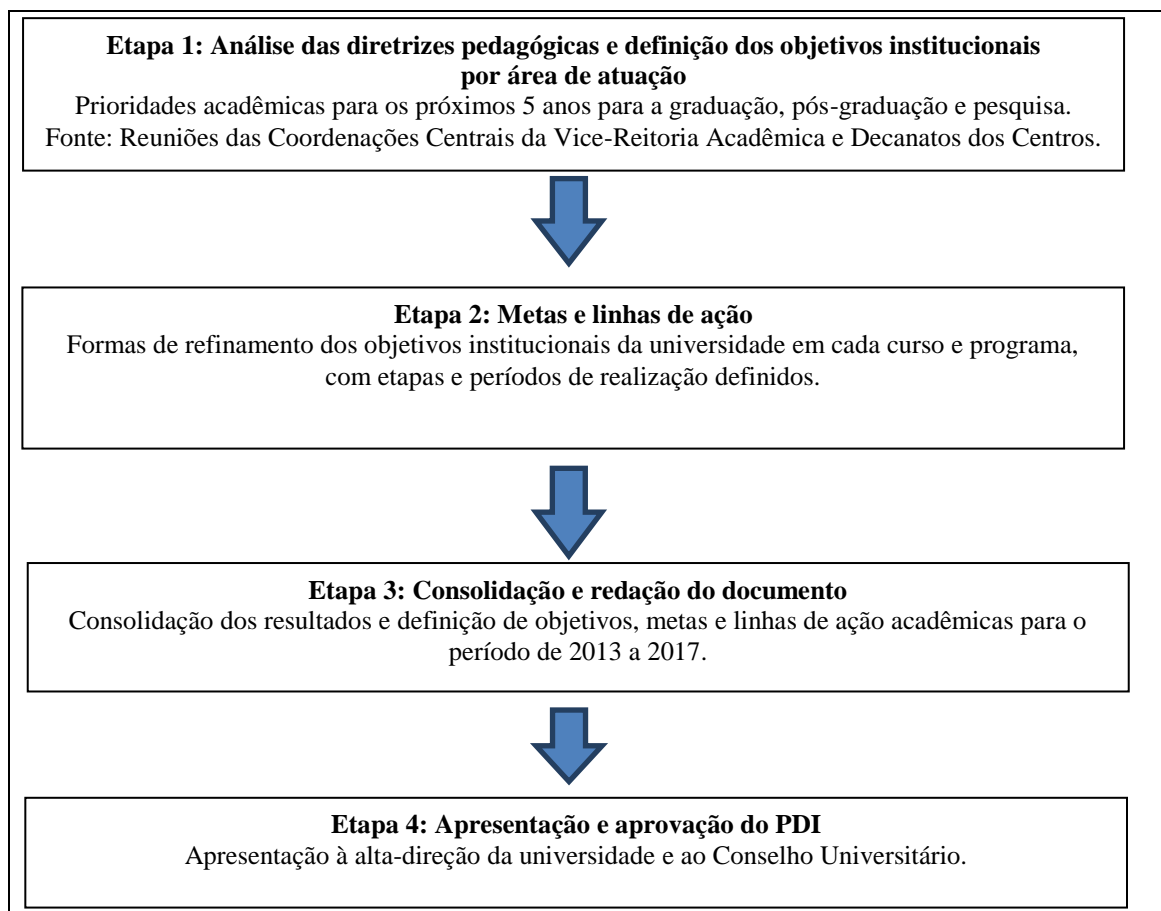 Etapa 1: Análise das diretrizes pedagógicas e definição dos objetivos institucionais
por área de atuação
Prioridades acadêmicas para os próximos 5 anos para a graduação, pós-graduação e pesquisa.
Fonte: Reuniões das Coordenações Centrais da Vice-Reitoria Acadêmica e Decanatos dos Centros.
Etapa 2: Metas e linhas de ação
Formas de refinamento dos objetivos institucionais da universidade em cada curso e programa,
com etapas e períodos de realização definidos.
Etapa 3: Consolidação e redação do documento
Consolidação dos resultados e definição de objetivos, metas e linhas de ação acadêmicas para o
período de 2013 a 2017.
Etapa 4: Apresentação e aprovação do PDI
Apresentação à alta-direção da universidade e ao Conselho Universitário.